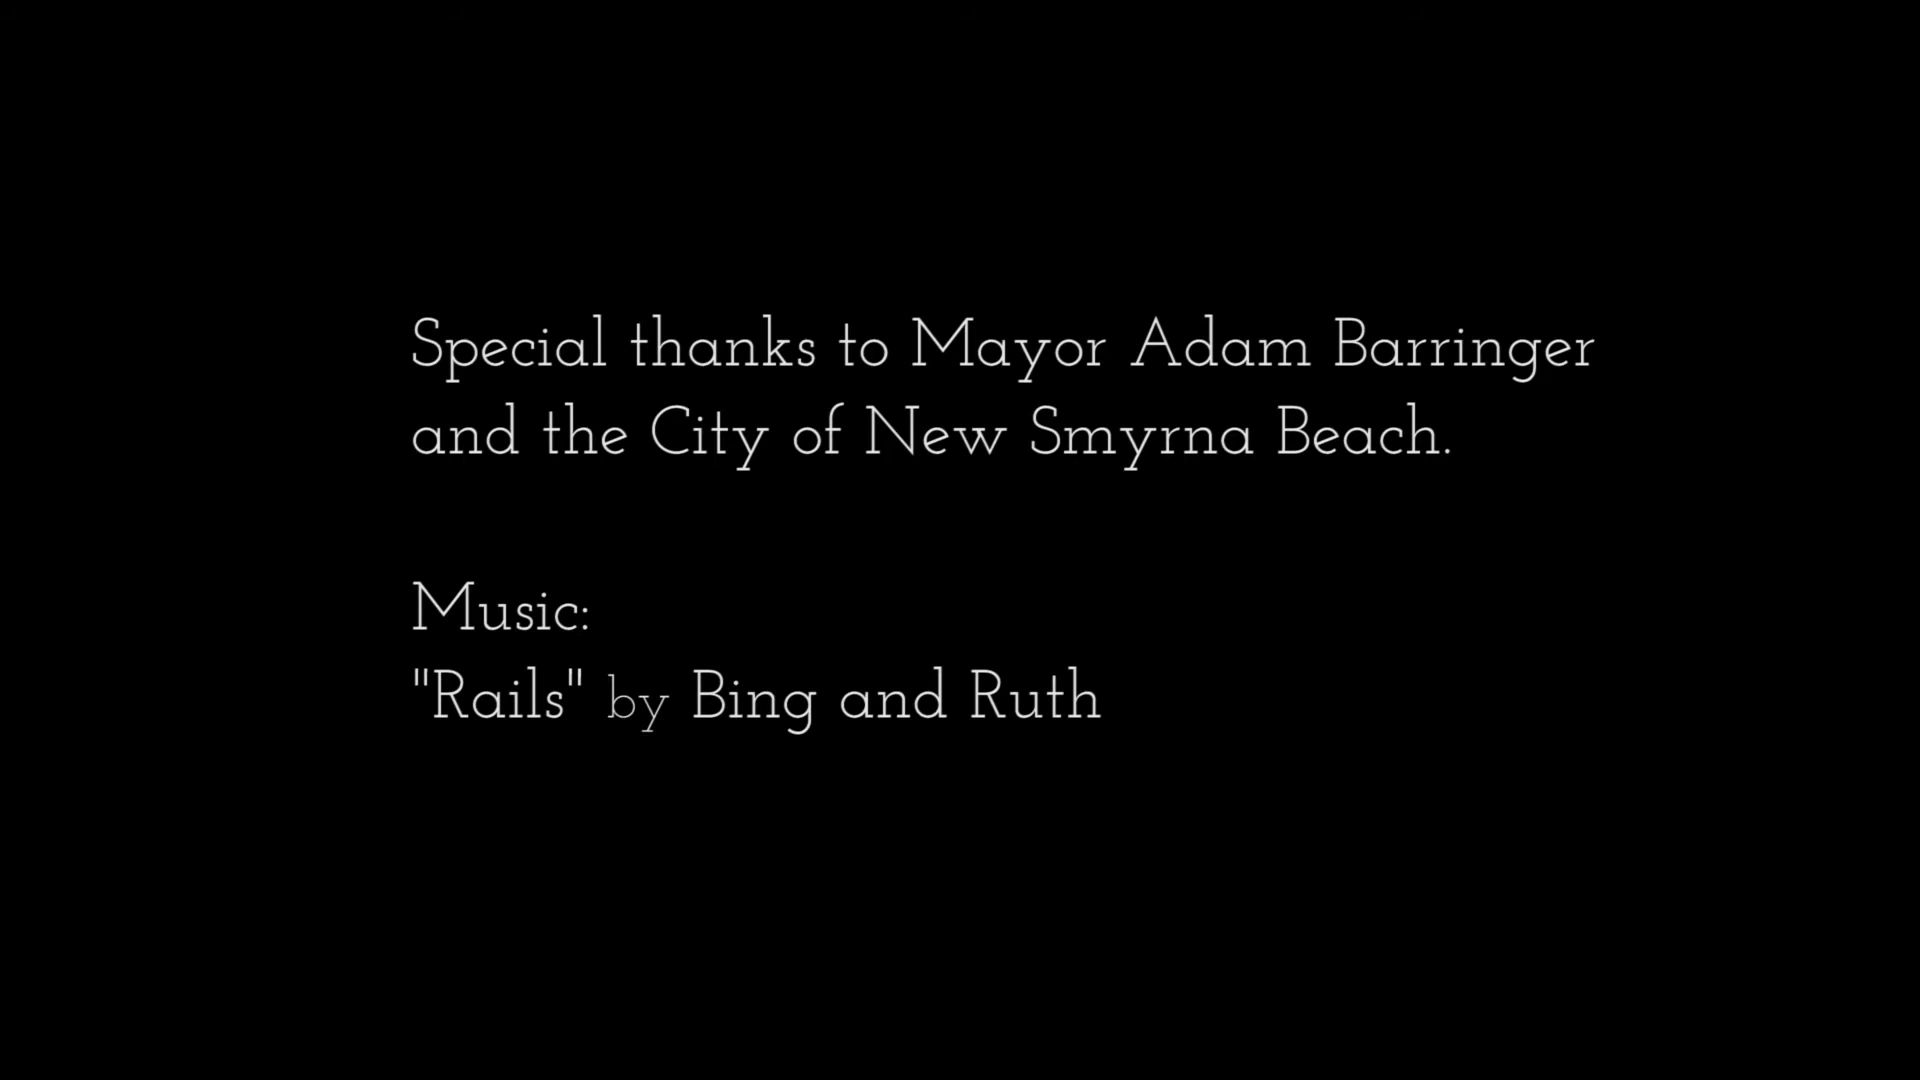 Special thanks to Mayor Adam Barringer
and the City of New Smyrna Beach.
Music:
"Rails" by Bing and Ruth